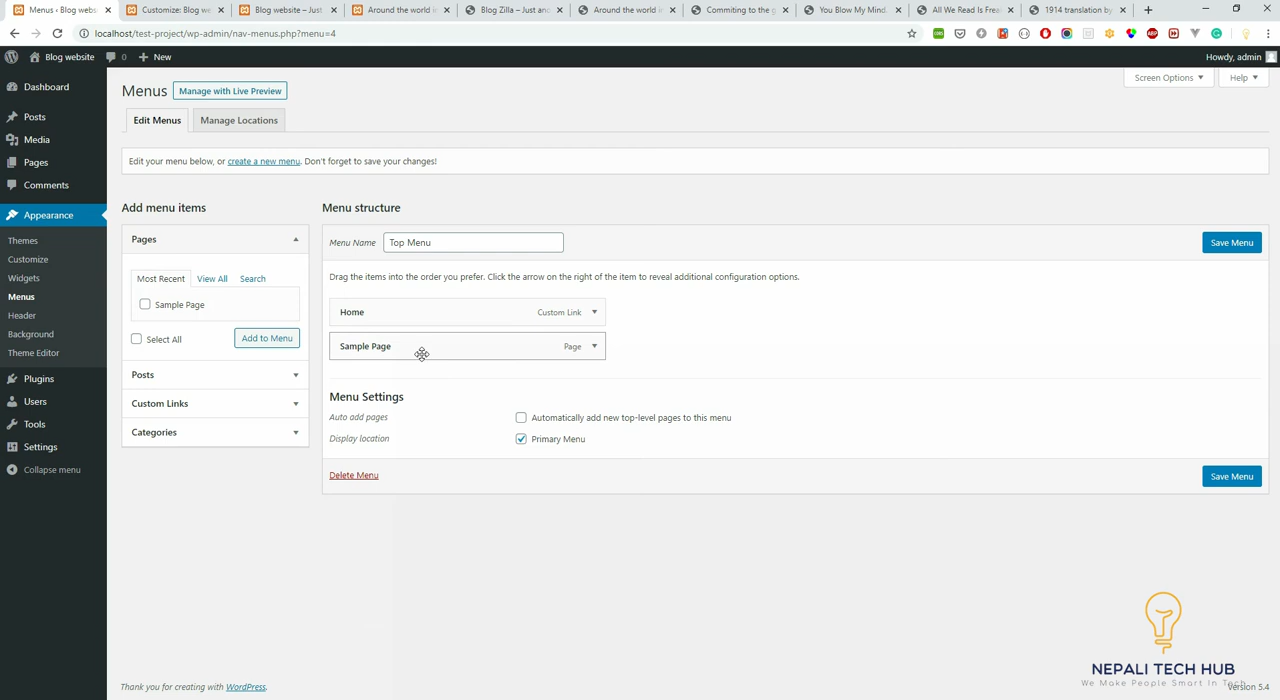 Menus ‹ Blog webs
Customize: Blog we
Blog website – Just
Around the world i
Blog Zilla – Just an
Around the world i
Commiting to the g
You Blow My Mind.
All We Read Is Frea
1914 translation by
localhost/test-project/wp-admin/nav-menus.php?menu=4
Blog website
0
New
Howdy, admin
Dashboard
Posts
Media
Pages
Comments
Appearance
Themes
Customize
Widgets
Menus
Header
Background
Theme Editor
Plugins
Users
Tools
Settings
Collapse menu
Screen Options
Help
Menus
Manage with Live Preview
Edit Menus
Manage Locations
Edit your menu below, or create a new menu. Don't forget to save your changes!
Add menu items
Pages
Most Recent
View All
Search
Sample Page
Select All
Add to Menu
Posts
Custom Links
Categories
Menu structure
Menu Name
Top Menu
Save Menu
Drag the items into the order you prefer. Click the arrow on the right of the item to reveal additional configuration options.
Home
Custom Link
Sample Page
Page
Menu Settings
Auto add pages
Automatically add new top-level pages to this menu
Display location
Primary Menu
Delete Menu
Save Menu
NEPALI TECH HUB
We Make People Smart In Tech
Thank you for creating with WordPress.
Version 5.4